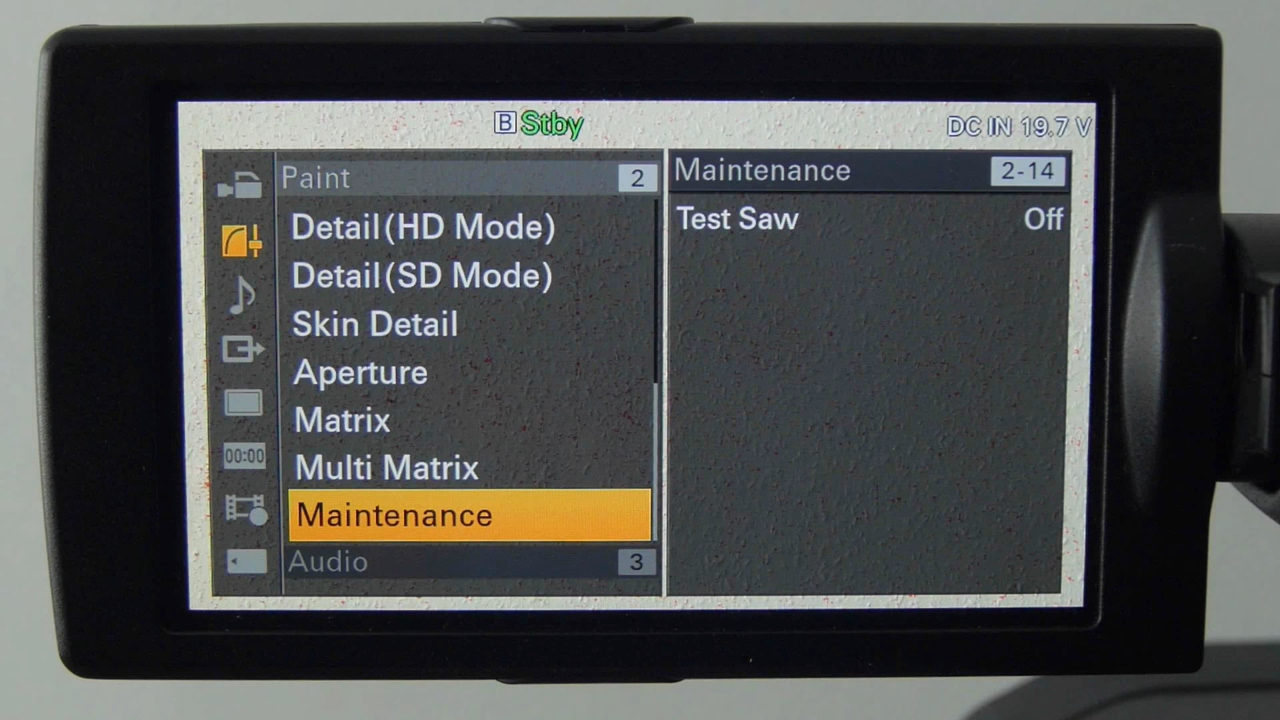 B Stby
DC IN 19.7 V
Paint 2
Detail(HD Mode)
Detail(SD Mode)
Skin Detail
Aperture
Matrix
Multi Matrix
Maintenance
Audio 3
00:00
Maintenance 2-14
Test Saw Off